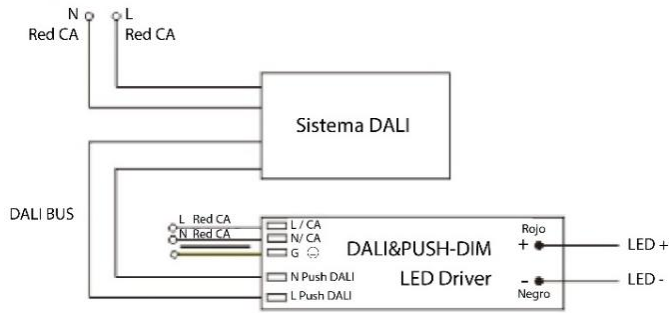 N L
Red CA Red CA
Sistema DALI
DALI BUS
L Red CA
N Red CA
L / CA
N/ CA
G
N Push DALI
L Push DALI
DALI&PUSH-DIM
LED Driver
Rojo
+
-
Negro
LED +
LED -